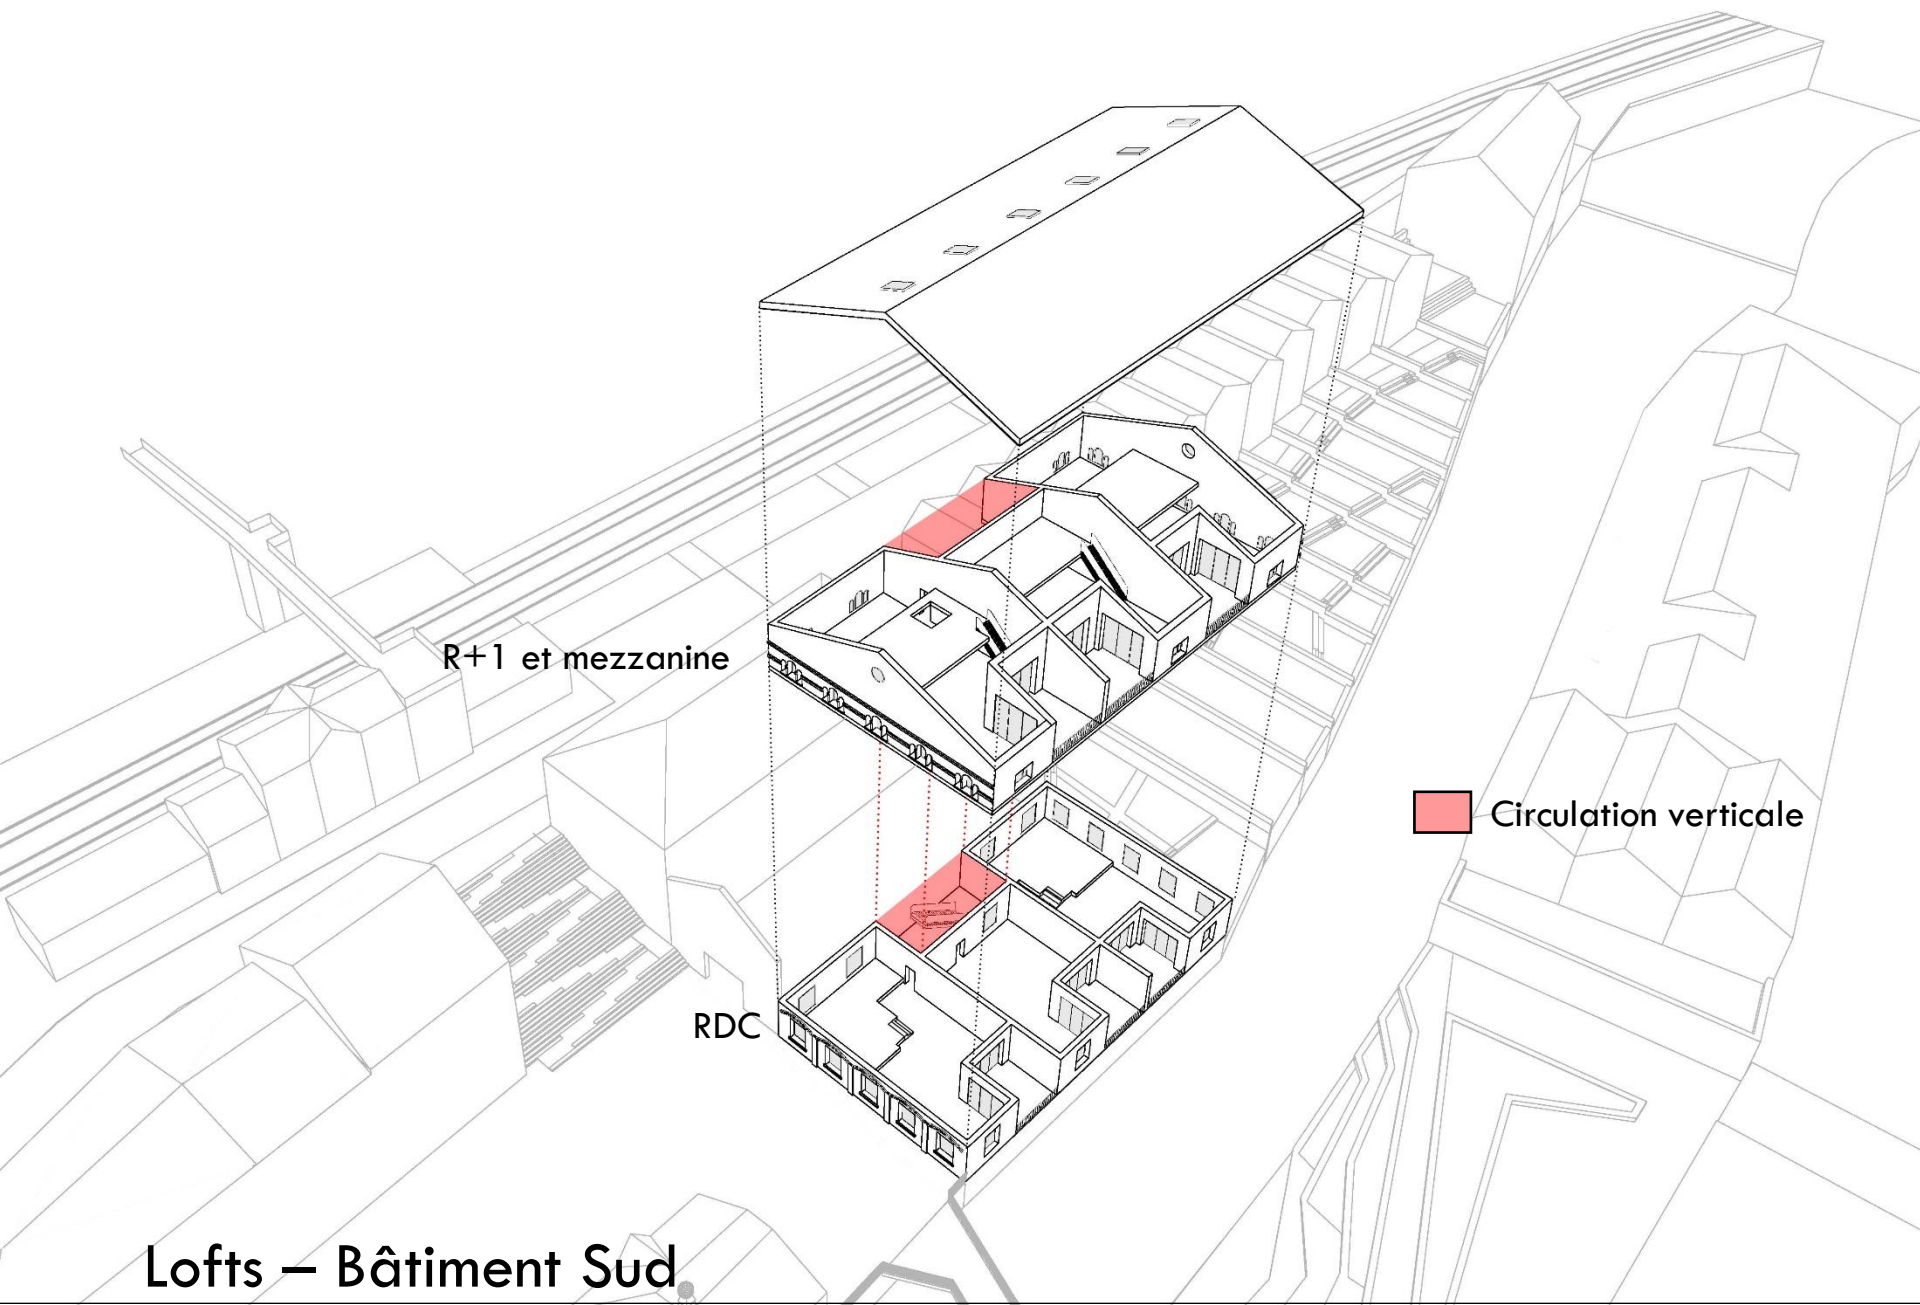 R+1 et mezzanine
Circulation verticale
RDC
Lofts – Bâtiment Sud